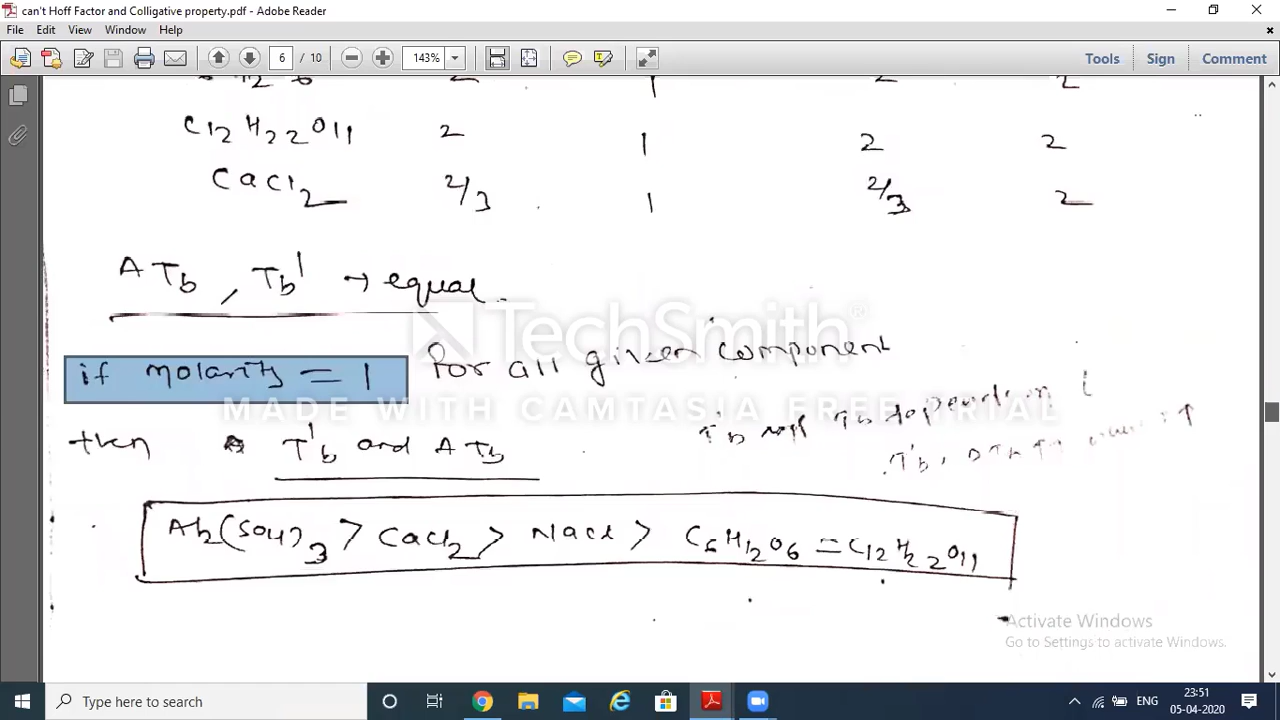 can't Hoff Factor and Colligative property.pdf - Adobe Reader
File Edit View Window Help
6 / 10 143% Tools Sign Comment
C12H22O11 2 1 2 2
CaCl2 2/3 1 2/3 2
ΔTb, Tb' → equal.
if molarity = 1 for all given component
TechSmith®
MADE WITH CAMTASIA FREE TRIAL
depend on i
then Tb' and ΔTb
Al2(SO4)3 > CaCl2 > NaCl > C6H12O6 = C12H22O11
Activate Windows
Go to Settings to activate Windows.
Type here to search
ENG
23:51
05-04-2020